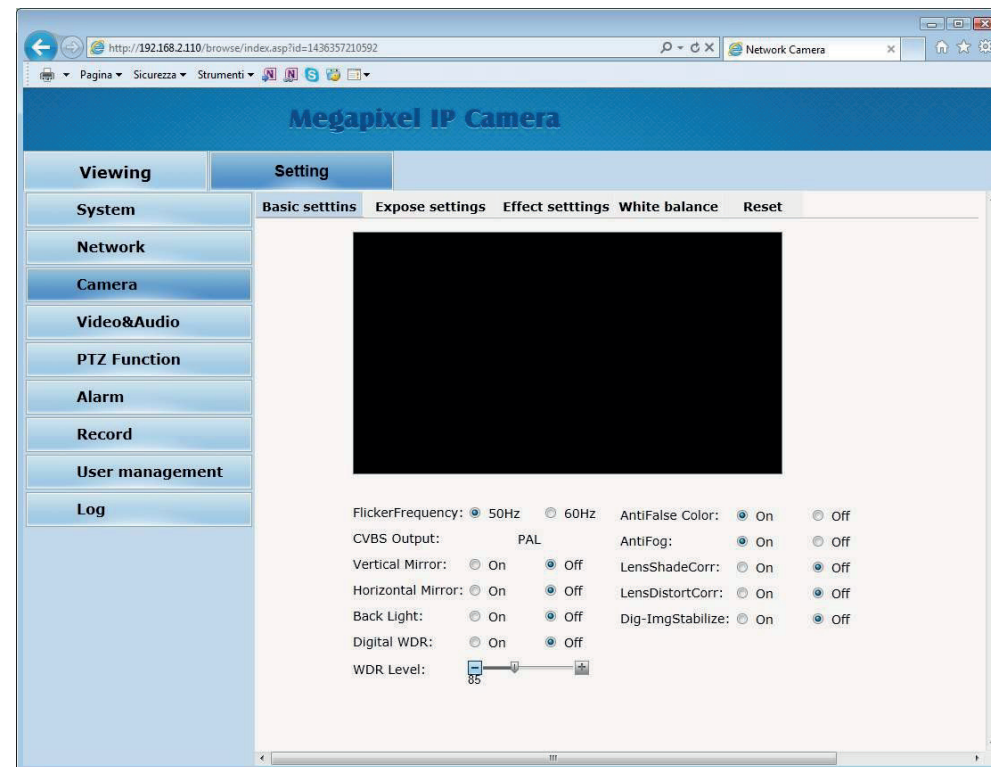 http://192.168.2.110/browse/index.asp?id=1436357210592
Network Camera
Pagina Sicurezza Strumenti
Megapixel IP Camera
Viewing Setting
System
Network
Camera
Video&Audio
PTZ Function
Alarm
Record
User management
Log
Basic setttins Expose settings Effect setttings White balance Reset
FlickerFrequency: 50Hz 60Hz
CVBS Output: PAL
Vertical Mirror: On Off
Horizontal Mirror: On Off
Back Light: On Off
Digital WDR: On Off
WDR Level:
85
AntiFalse Color: On Off
AntiFog: On Off
LensShadeCorr: On Off
LensDistortCorr: On Off
Dig-ImgStabilize: On Off